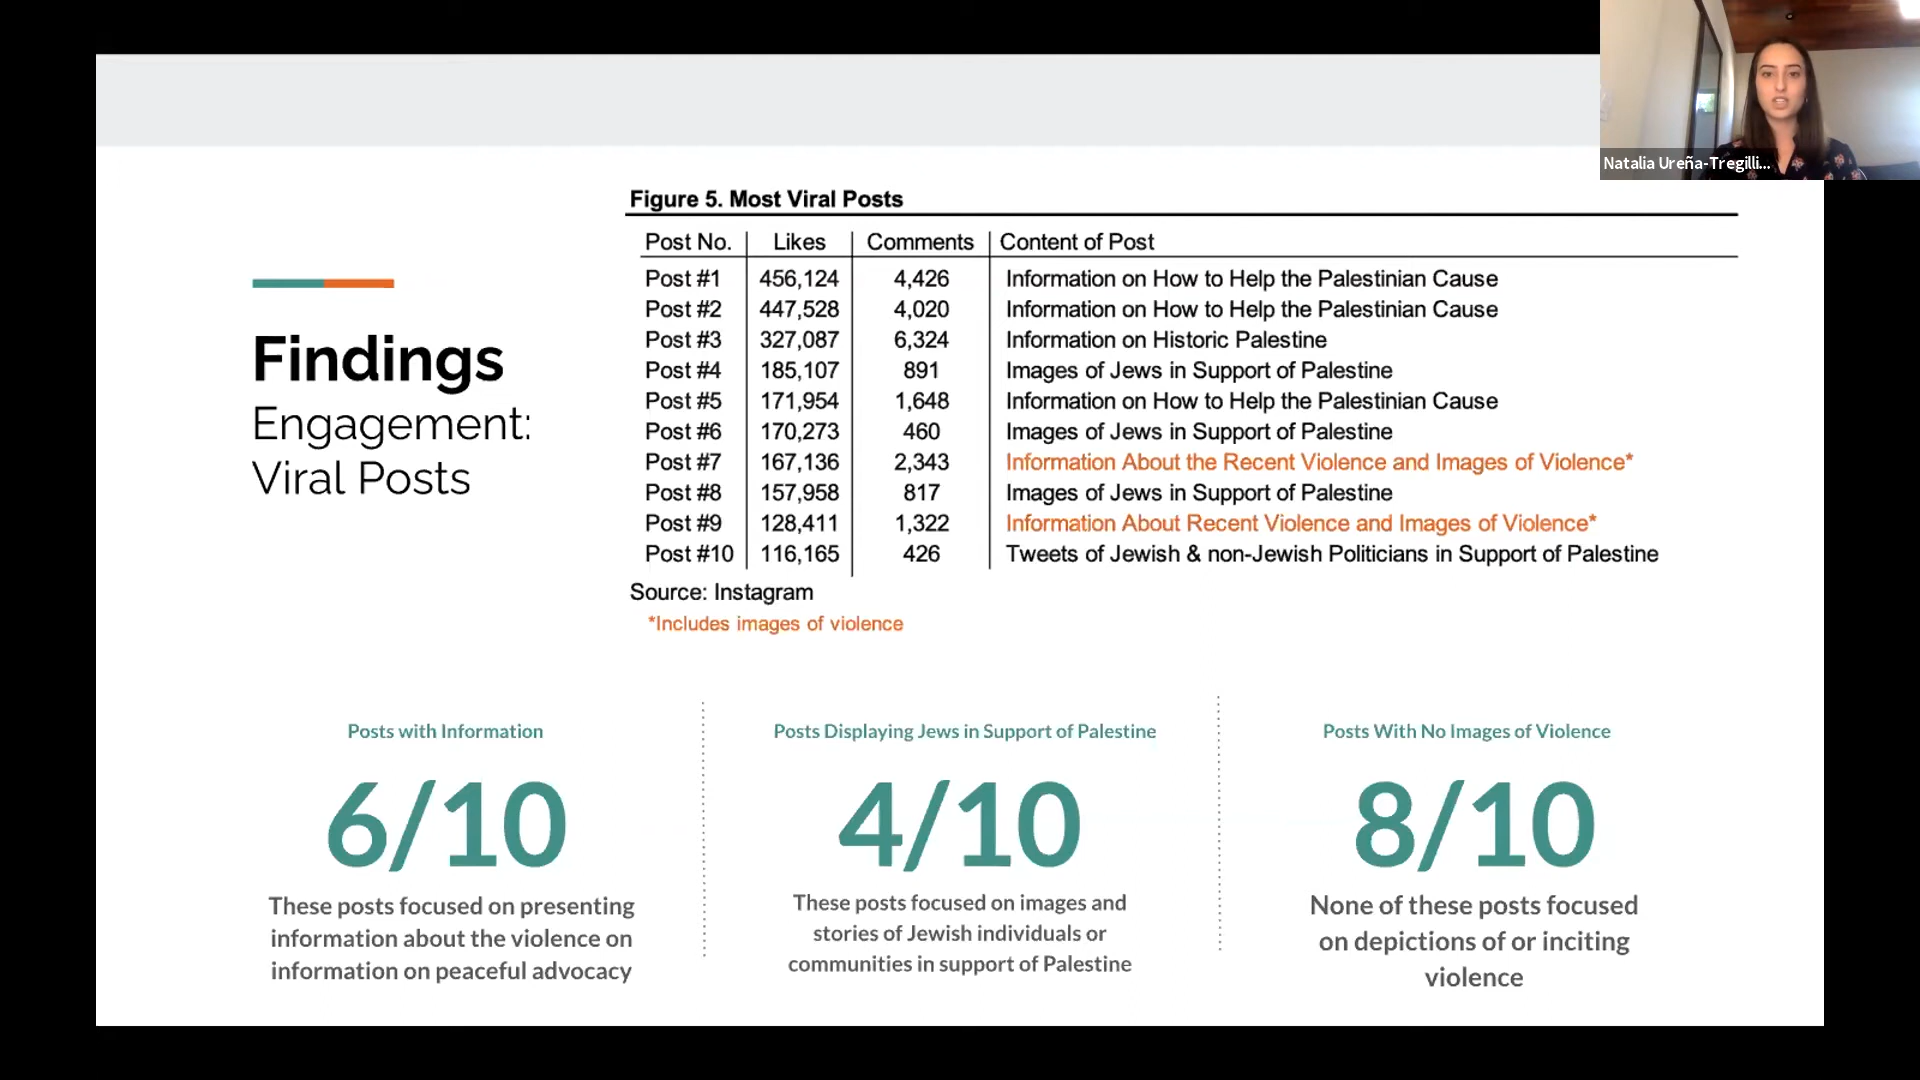 Natalia Ureña-Tregilli...
Findings
Engagement:
Viral Posts
Figure 5. Most Viral Posts
Post No. Likes Comments Content of Post
Post #1 456,124 4,426 Information on How to Help the Palestinian Cause
Post #2 447,528 4,020 Information on How to Help the Palestinian Cause
Post #3 327,087 6,324 Information on Historic Palestine
Post #4 185,107 891 Images of Jews in Support of Palestine
Post #5 171,954 1,648 Information on How to Help the Palestinian Cause
Post #6 170,273 460 Images of Jews in Support of Palestine
Post #7 167,136 2,343 Information About the Recent Violence and Images of Violence*
Post #8 157,958 817 Images of Jews in Support of Palestine
Post #9 128,411 1,322 Information About Recent Violence and Images of Violence*
Post #10 116,165 426 Tweets of Jewish & non-Jewish Politicians in Support of Palestine
Source: Instagram
*Includes images of violence
Posts with Information
6/10
These posts focused on presenting
information about the violence on
information on peaceful advocacy
Posts Displaying Jews in Support of Palestine
4/10
These posts focused on images and
stories of Jewish individuals or
communities in support of Palestine
Posts With No Images of Violence
8/10
None of these posts focused
on depictions of or inciting
violence